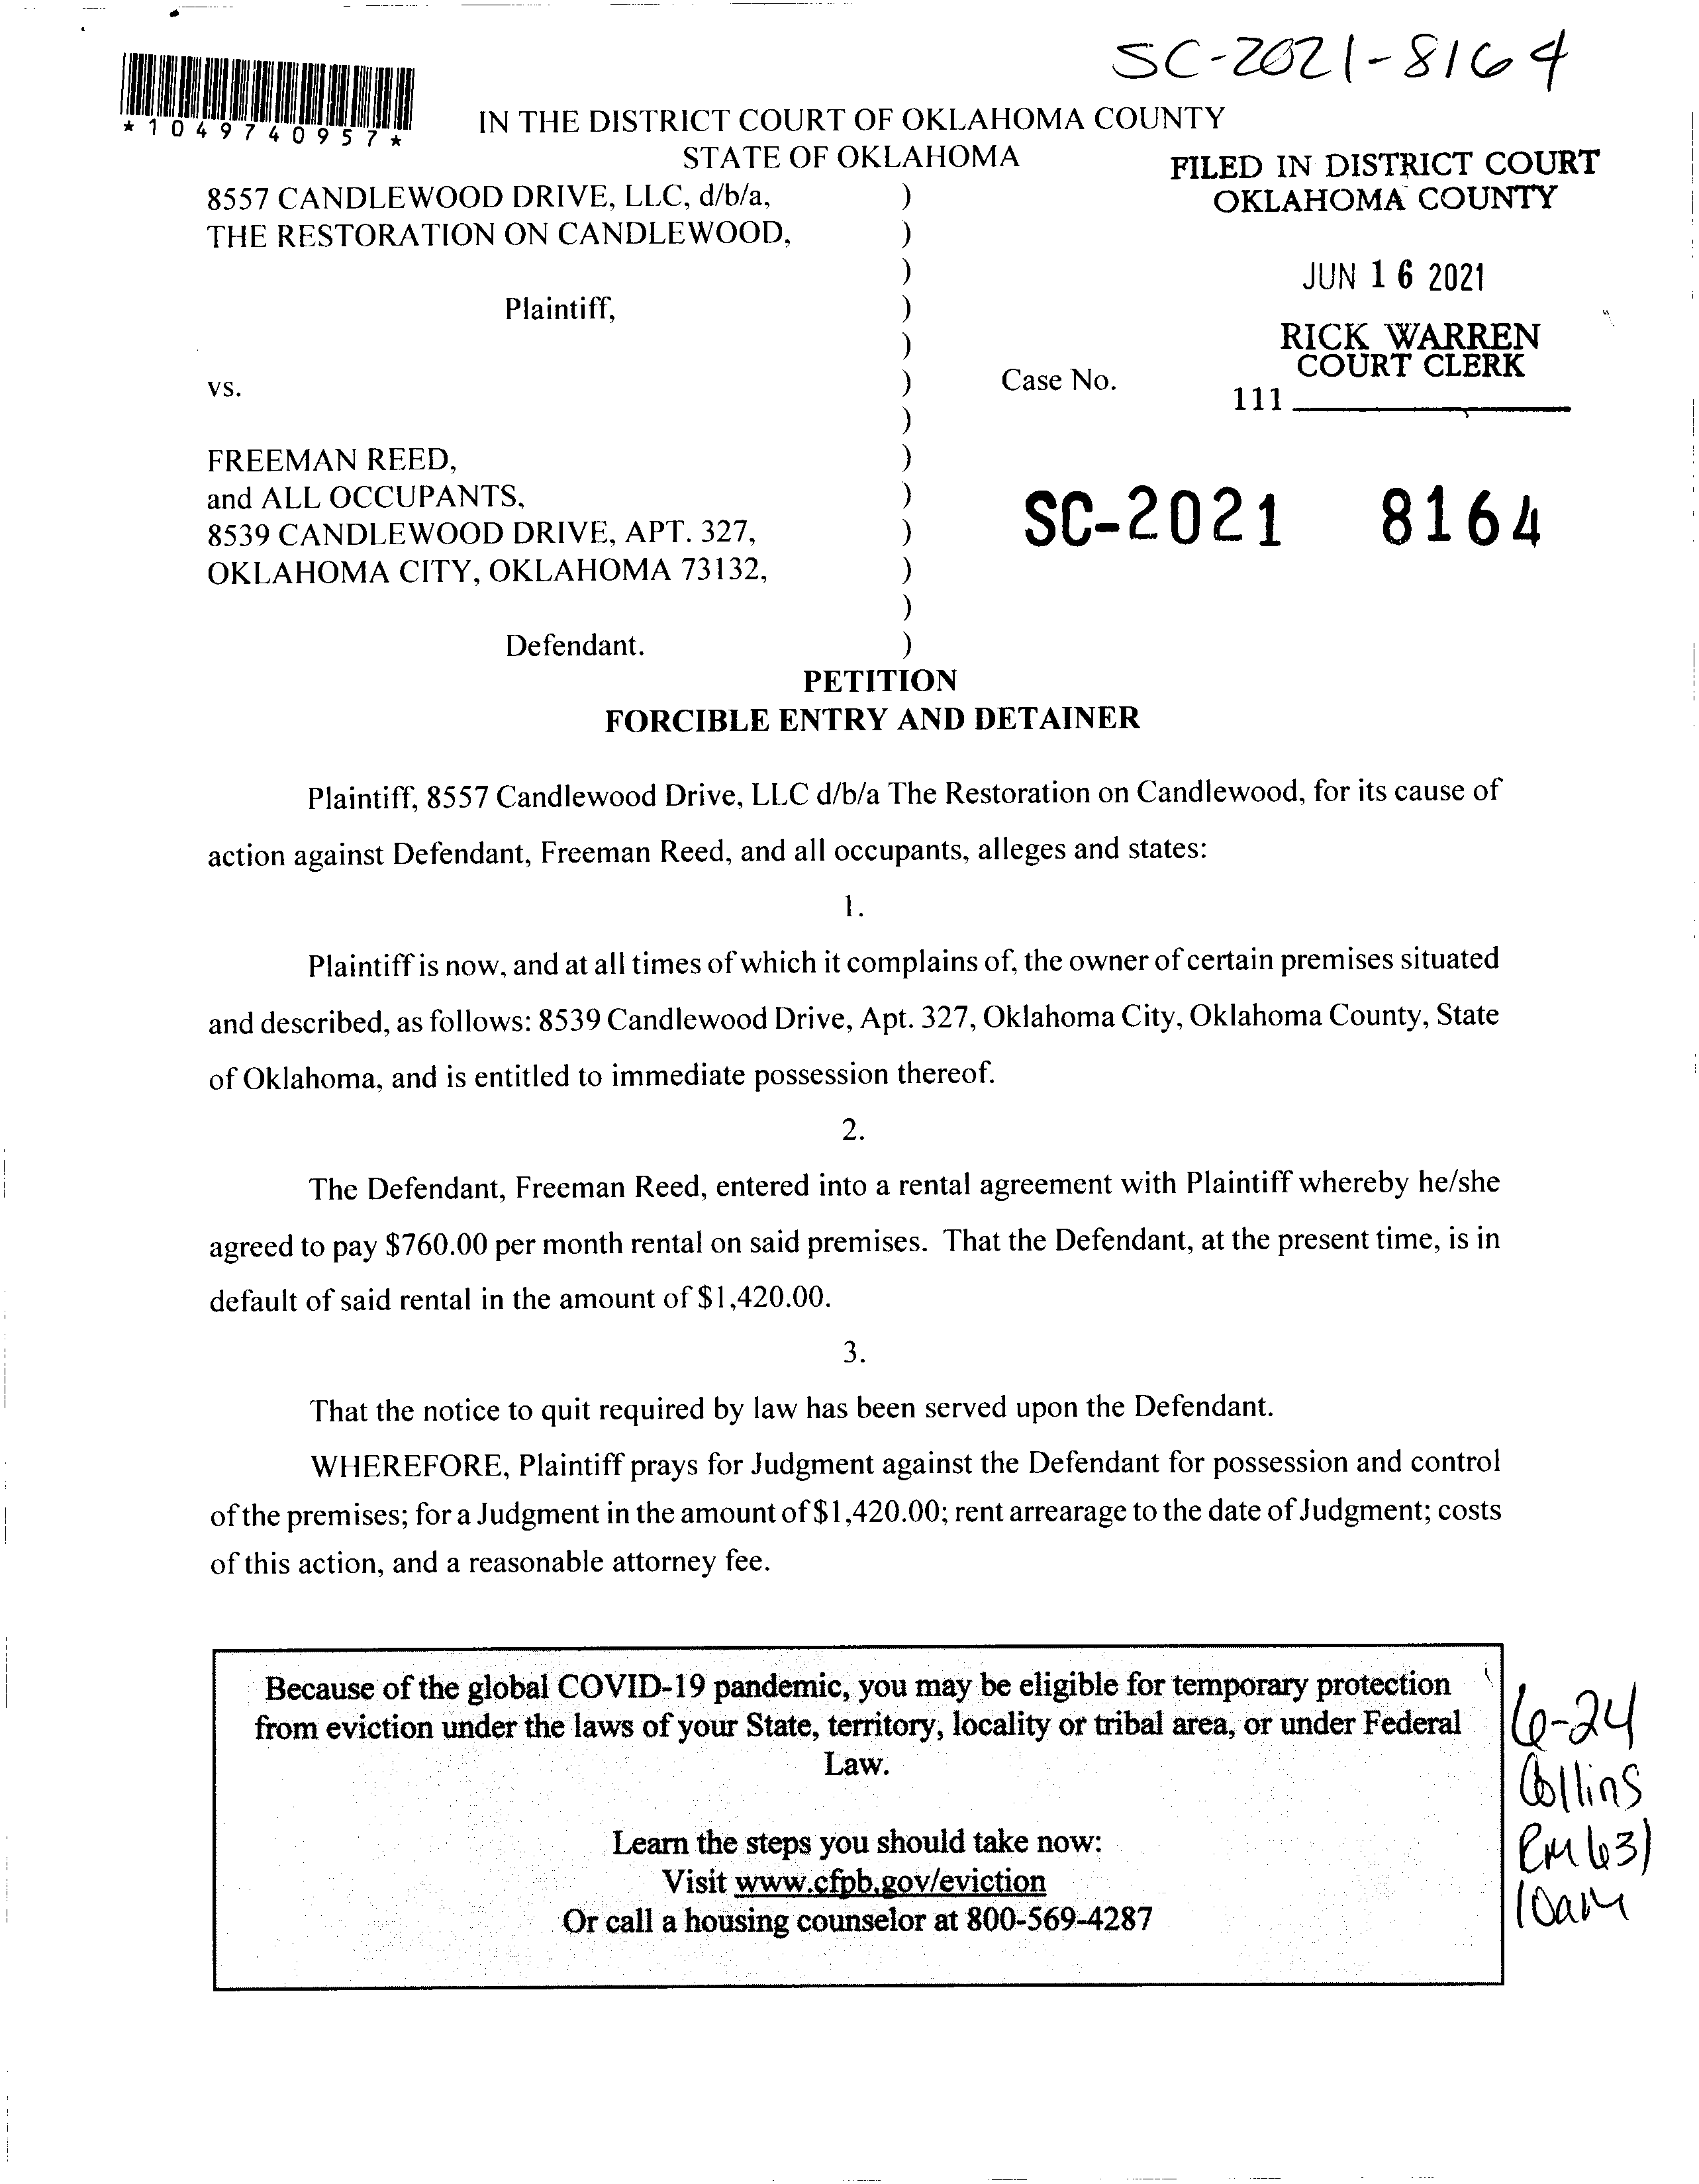 SC-2021-8164
*1049740957*
IN THE DISTRICT COURT OF OKLAHOMA COUNTY
STATE OF OKLAHOMA
FILED IN DISTRICT COURT
OKLAHOMA COUNTY
JUN 16 2021
RICK WARREN
COURT CLERK
111
8557 CANDLEWOOD DRIVE, LLC, d/b/a, )
THE RESTORATION ON CANDLEWOOD, )
)
Plaintiff, )
)
vs. ) Case No.
)
FREEMAN REED, )
and ALL OCCUPANTS, )
8539 CANDLEWOOD DRIVE, APT. 327, )
OKLAHOMA CITY, OKLAHOMA 73132, )
)
Defendant. )
SC-2021 8164
PETITION
FORCIBLE ENTRY AND DETAINER
Plaintiff, 8557 Candlewood Drive, LLC d/b/a The Restoration on Candlewood, for its cause of
action against Defendant, Freeman Reed, and all occupants, alleges and states:
1.
Plaintiff is now, and at all times of which it complains of, the owner of certain premises situated
and described, as follows: 8539 Candlewood Drive, Apt. 327, Oklahoma City, Oklahoma County, State
of Oklahoma, and is entitled to immediate possession thereof.
2.
The Defendant, Freeman Reed, entered into a rental agreement with Plaintiff whereby he/she
agreed to pay $760.00 per month rental on said premises. That the Defendant, at the present time, is in
default of said rental in the amount of $1,420.00.
3.
That the notice to quit required by law has been served upon the Defendant.
WHEREFORE, Plaintiff prays for Judgment against the Defendant for possession and control
of the premises; for a Judgment in the amount of $1,420.00; rent arrearage to the date of Judgment; costs
of this action, and a reasonable attorney fee.
Because of the global COVID-19 pandemic, you may be eligible for temporary protection
from eviction under the laws of your State, territory, locality or tribal area, or under Federal
Law.
Learn the steps you should take now:
Visit www.cfpb.gov/eviction
Or call a housing counselor at 800-569-4287
6-24
Collins
RM 631
10am